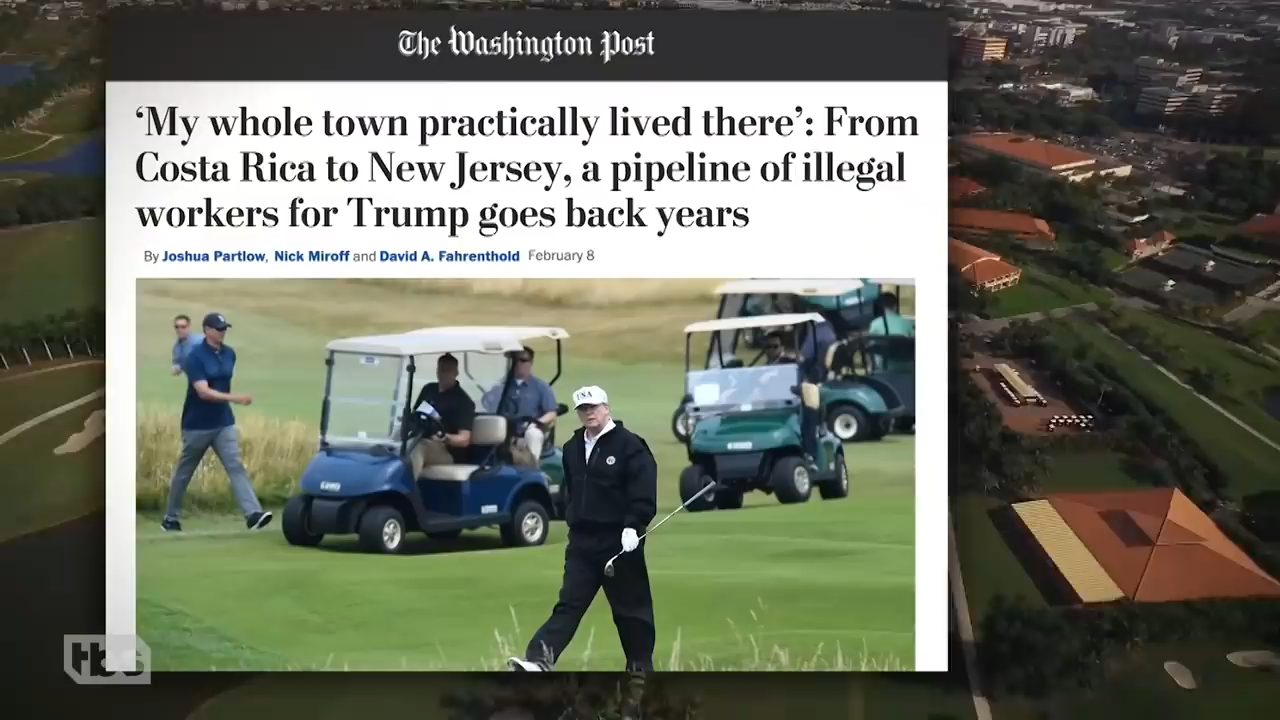 The Washington Post
‘My whole town practically lived there’: From
Costa Rica to New Jersey, a pipeline of illegal
workers for Trump goes back years
By Joshua Partlow, Nick Miroff and David A. Fahrenthold February 8
USA
tbs